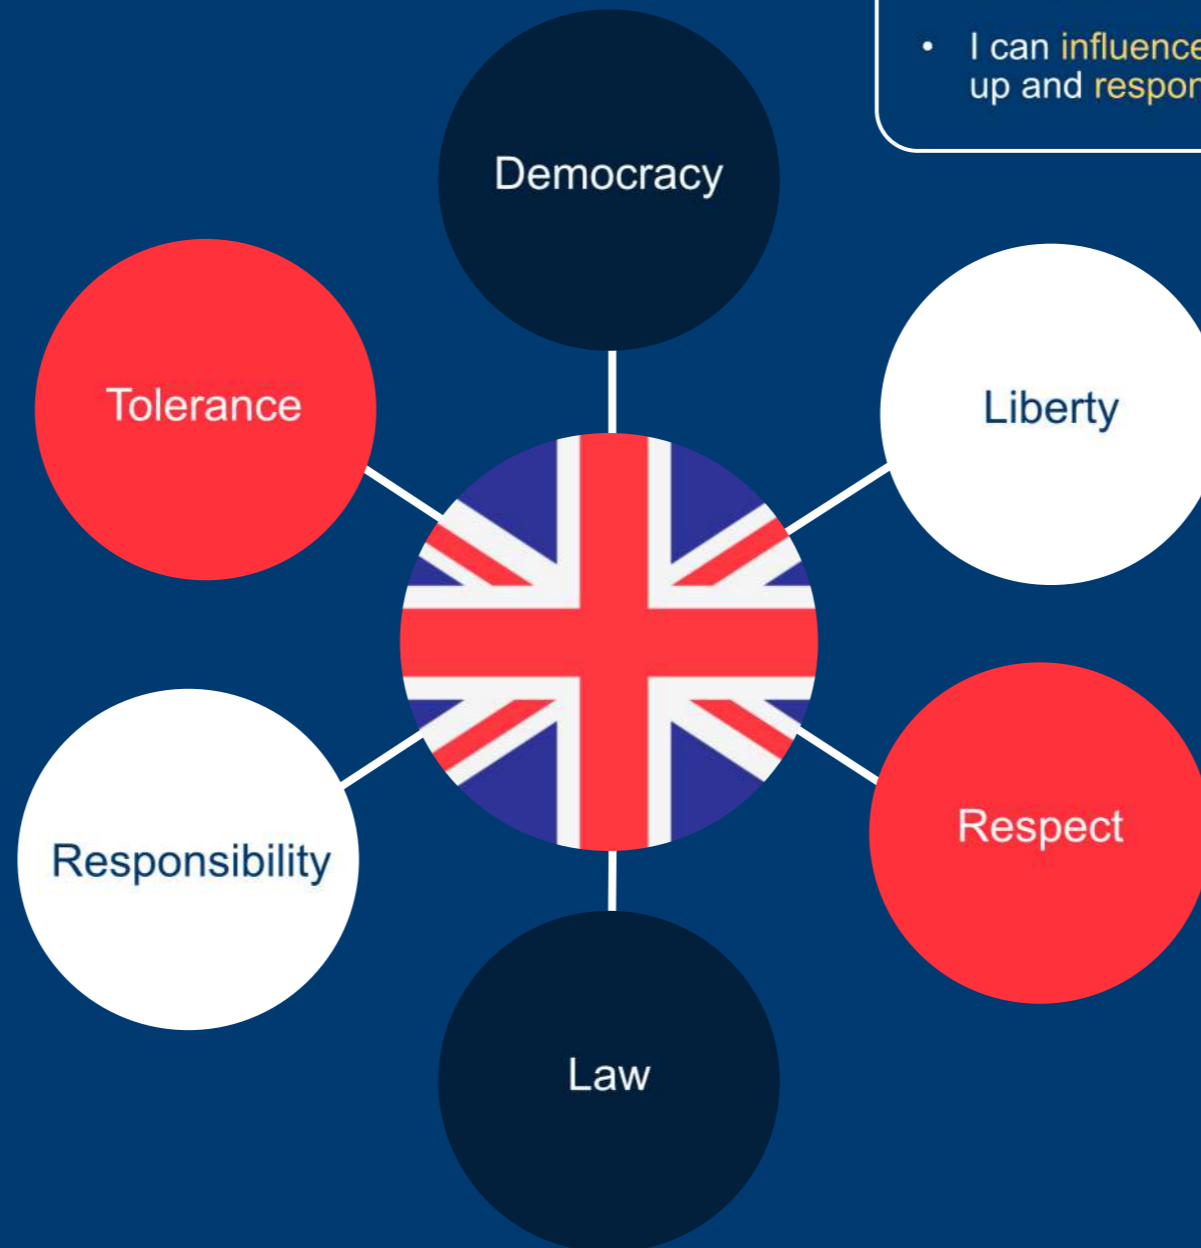 • I can influence
up and
Democracy
Tolerance
Liberty
Responsibility
Respect
Law